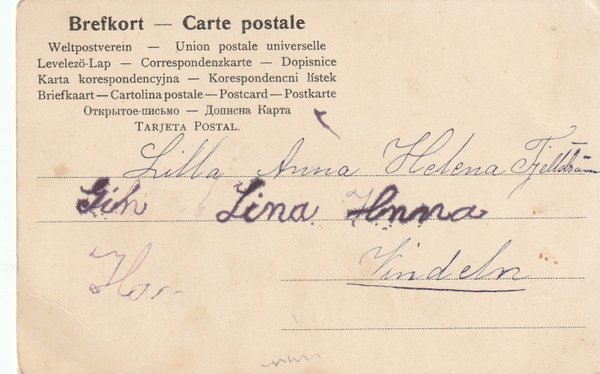 Brefkort — Carte postale
Weltpostverein — Union postale universelle
Levelezö-Lap — Correspondenzkarte — Dopisnice
Karta korespondencyjna — Korespondencni lístek
Briefkaart — Cartolina postale — Postcard — Postkarte
Открытое-письмо — Дописна Карта
TARJETA POSTAL.
Lilla Anna Helena Fjellström
Lina Anna
Vindeln